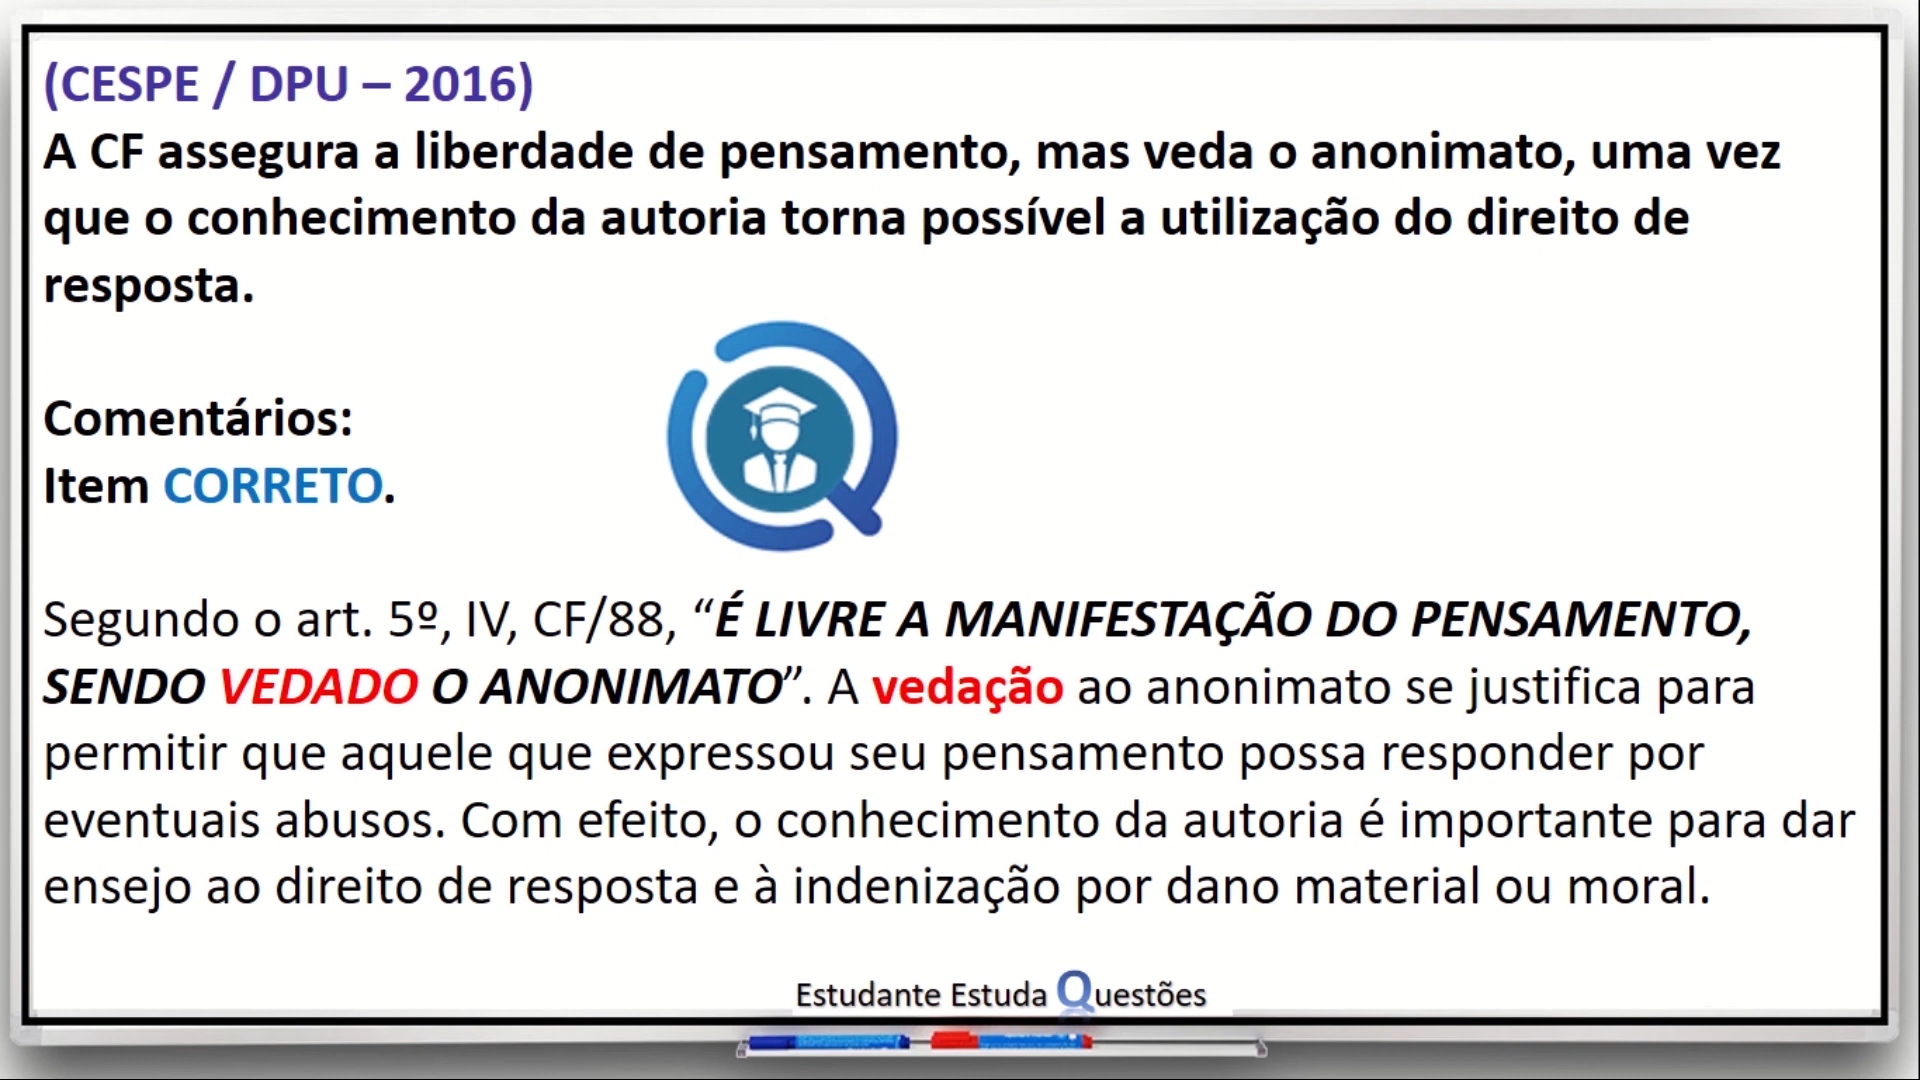 (CESPE / DPU – 2016)
A CF assegura a liberdade de pensamento, mas veda o anonimato, uma vez
que o conhecimento da autoria torna possível a utilização do direito de
resposta.
Comentários:
Item CORRETO.
Segundo o art. 5º, IV, CF/88, “É LIVRE A MANIFESTAÇÃO DO PENSAMENTO,
SENDO VEDADO O ANONIMATO”. A vedação ao anonimato se justifica para
permitir que aquele que expressou seu pensamento possa responder por
eventuais abusos. Com efeito, o conhecimento da autoria é importante para dar
ensejo ao direito de resposta e à indenização por dano material ou moral.
Estudante Estuda Questões